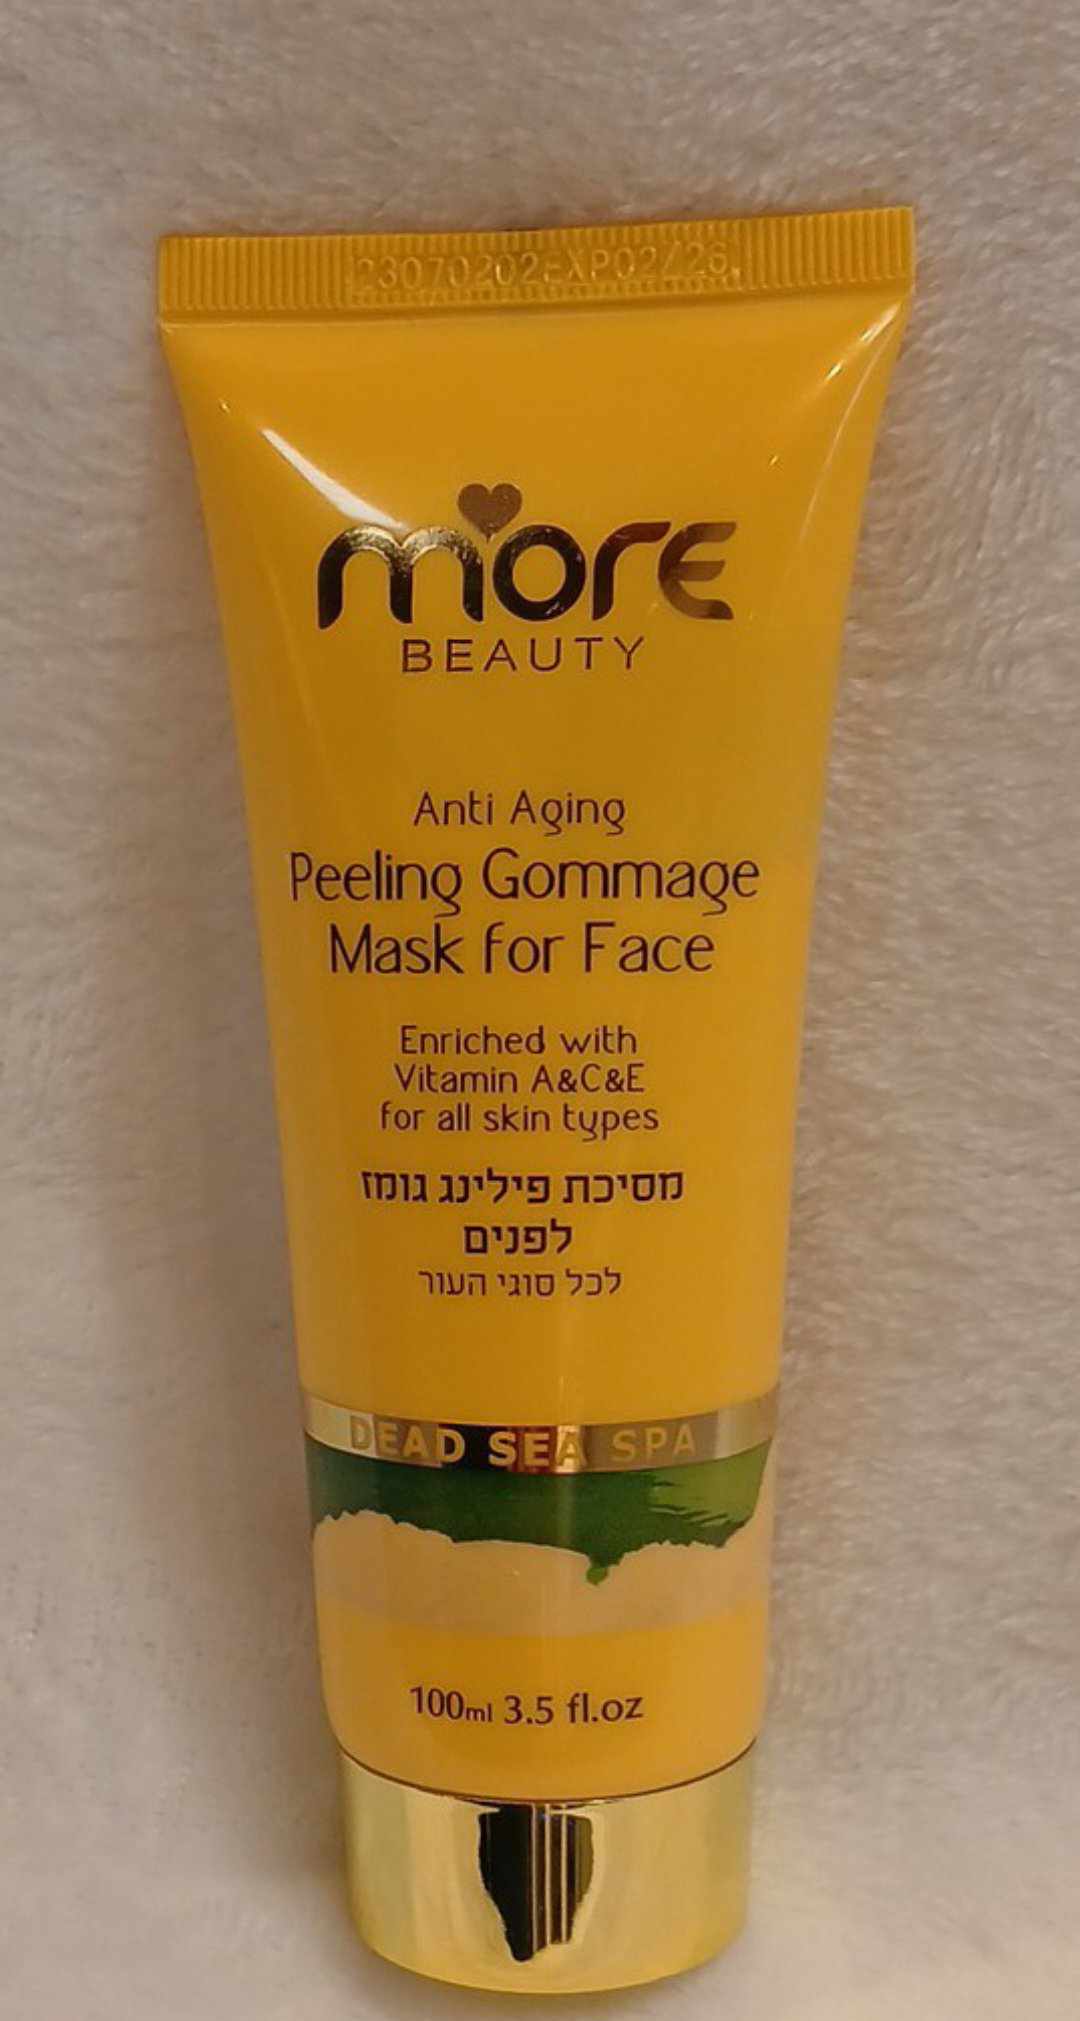 23070202EXP02/26
more
BEAUTY
Anti Aging
Peeling Gommage
Mask for Face
Enriched with
Vitamin A&C&E
for all skin types
מסיכת פילינג גומז
לפנים
לכל סוגי העור
DEAD SEA SPA
100ml 3.5 fl.oz